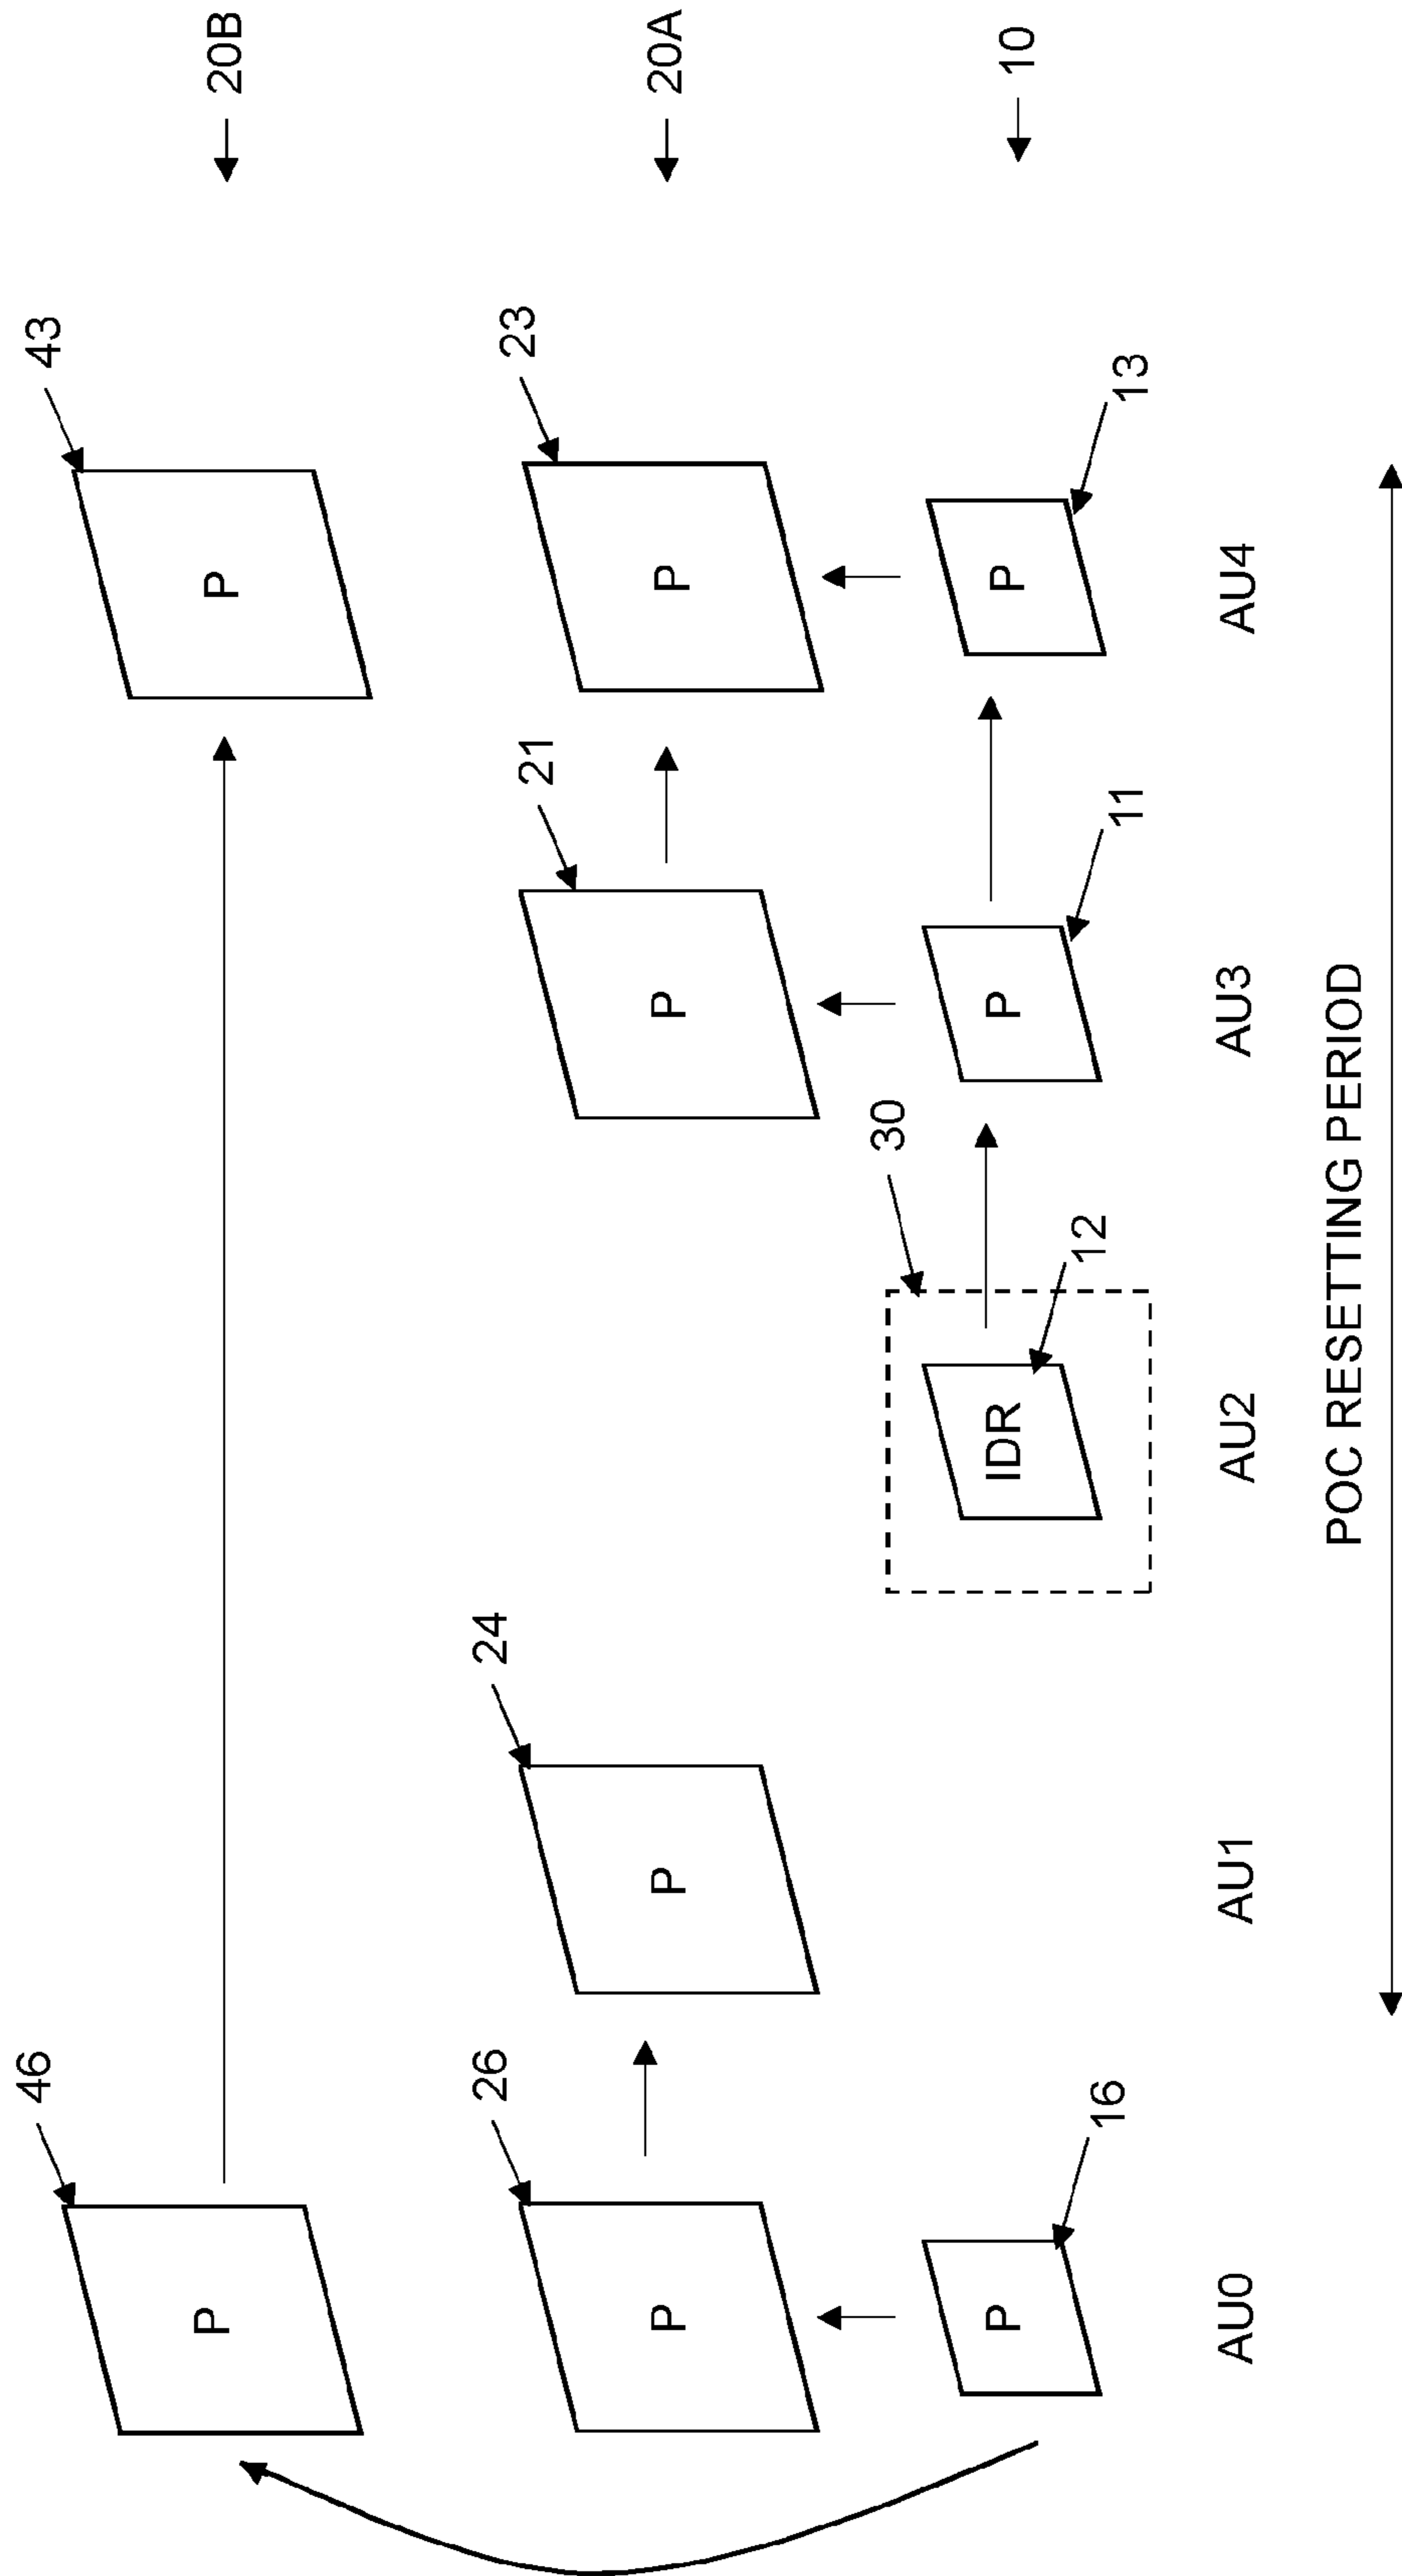 46
43
P
P
← 20B
26
24
21
23
P
P
P
P
← 20A
30
P
IDR
P
P
← 10
16
12
11
13
AU0
AU1
AU2
AU3
AU4
POC RESETTING PERIOD